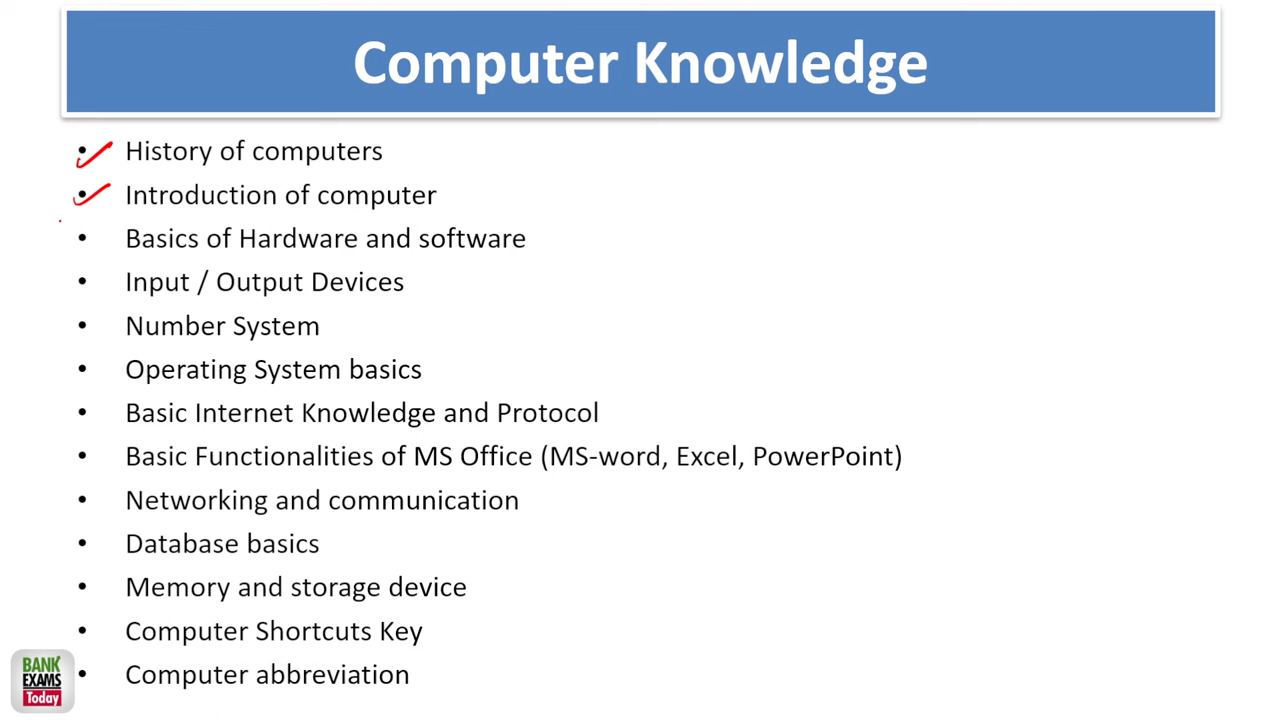 Computer Knowledge
• History of computers
• Introduction of computer
• Basics of Hardware and software
• Input / Output Devices
• Number System
• Operating System basics
• Basic Internet Knowledge and Protocol
• Basic Functionalities of MS Office (MS-word, Excel, PowerPoint)
• Networking and communication
• Database basics
• Memory and storage device
• Computer Shortcuts Key
• Computer abbreviation
BANK
EXAMS
Today